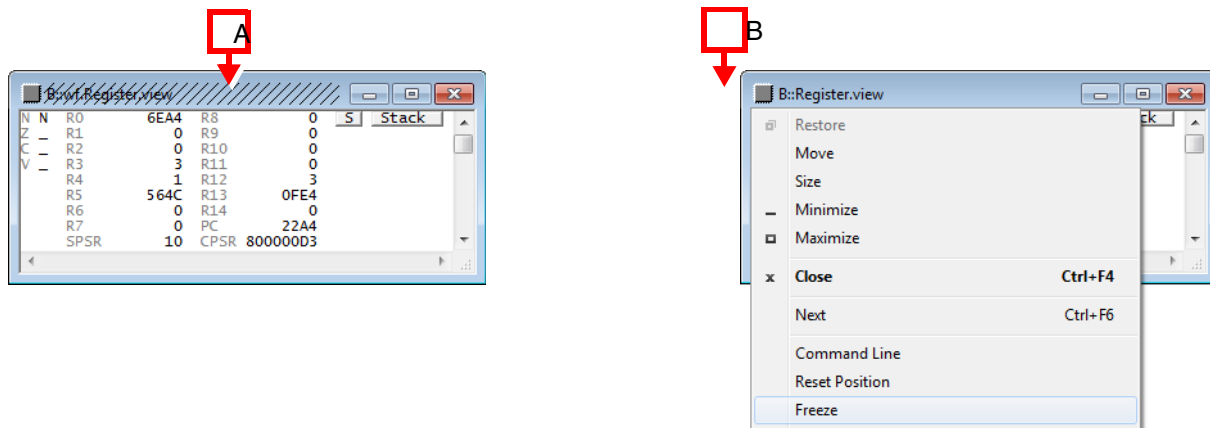 A
B
B::wf.Register.view
N N R0 6EA4 R8 0 S Stack
Z _ R1 0 R9 0
C _ R2 0 R10 0
V _ R3 3 R11 0
R4 1 R12 3
R5 564C R13 0FE4
R6 0 R14 0
R7 0 PC 22A4
SPSR 10 CPSR 800000D3
B::Register.view
ck
Restore
Move
Size
Minimize
Maximize
x Close Ctrl+F4
Next Ctrl+F6
Command Line
Reset Position
Freeze